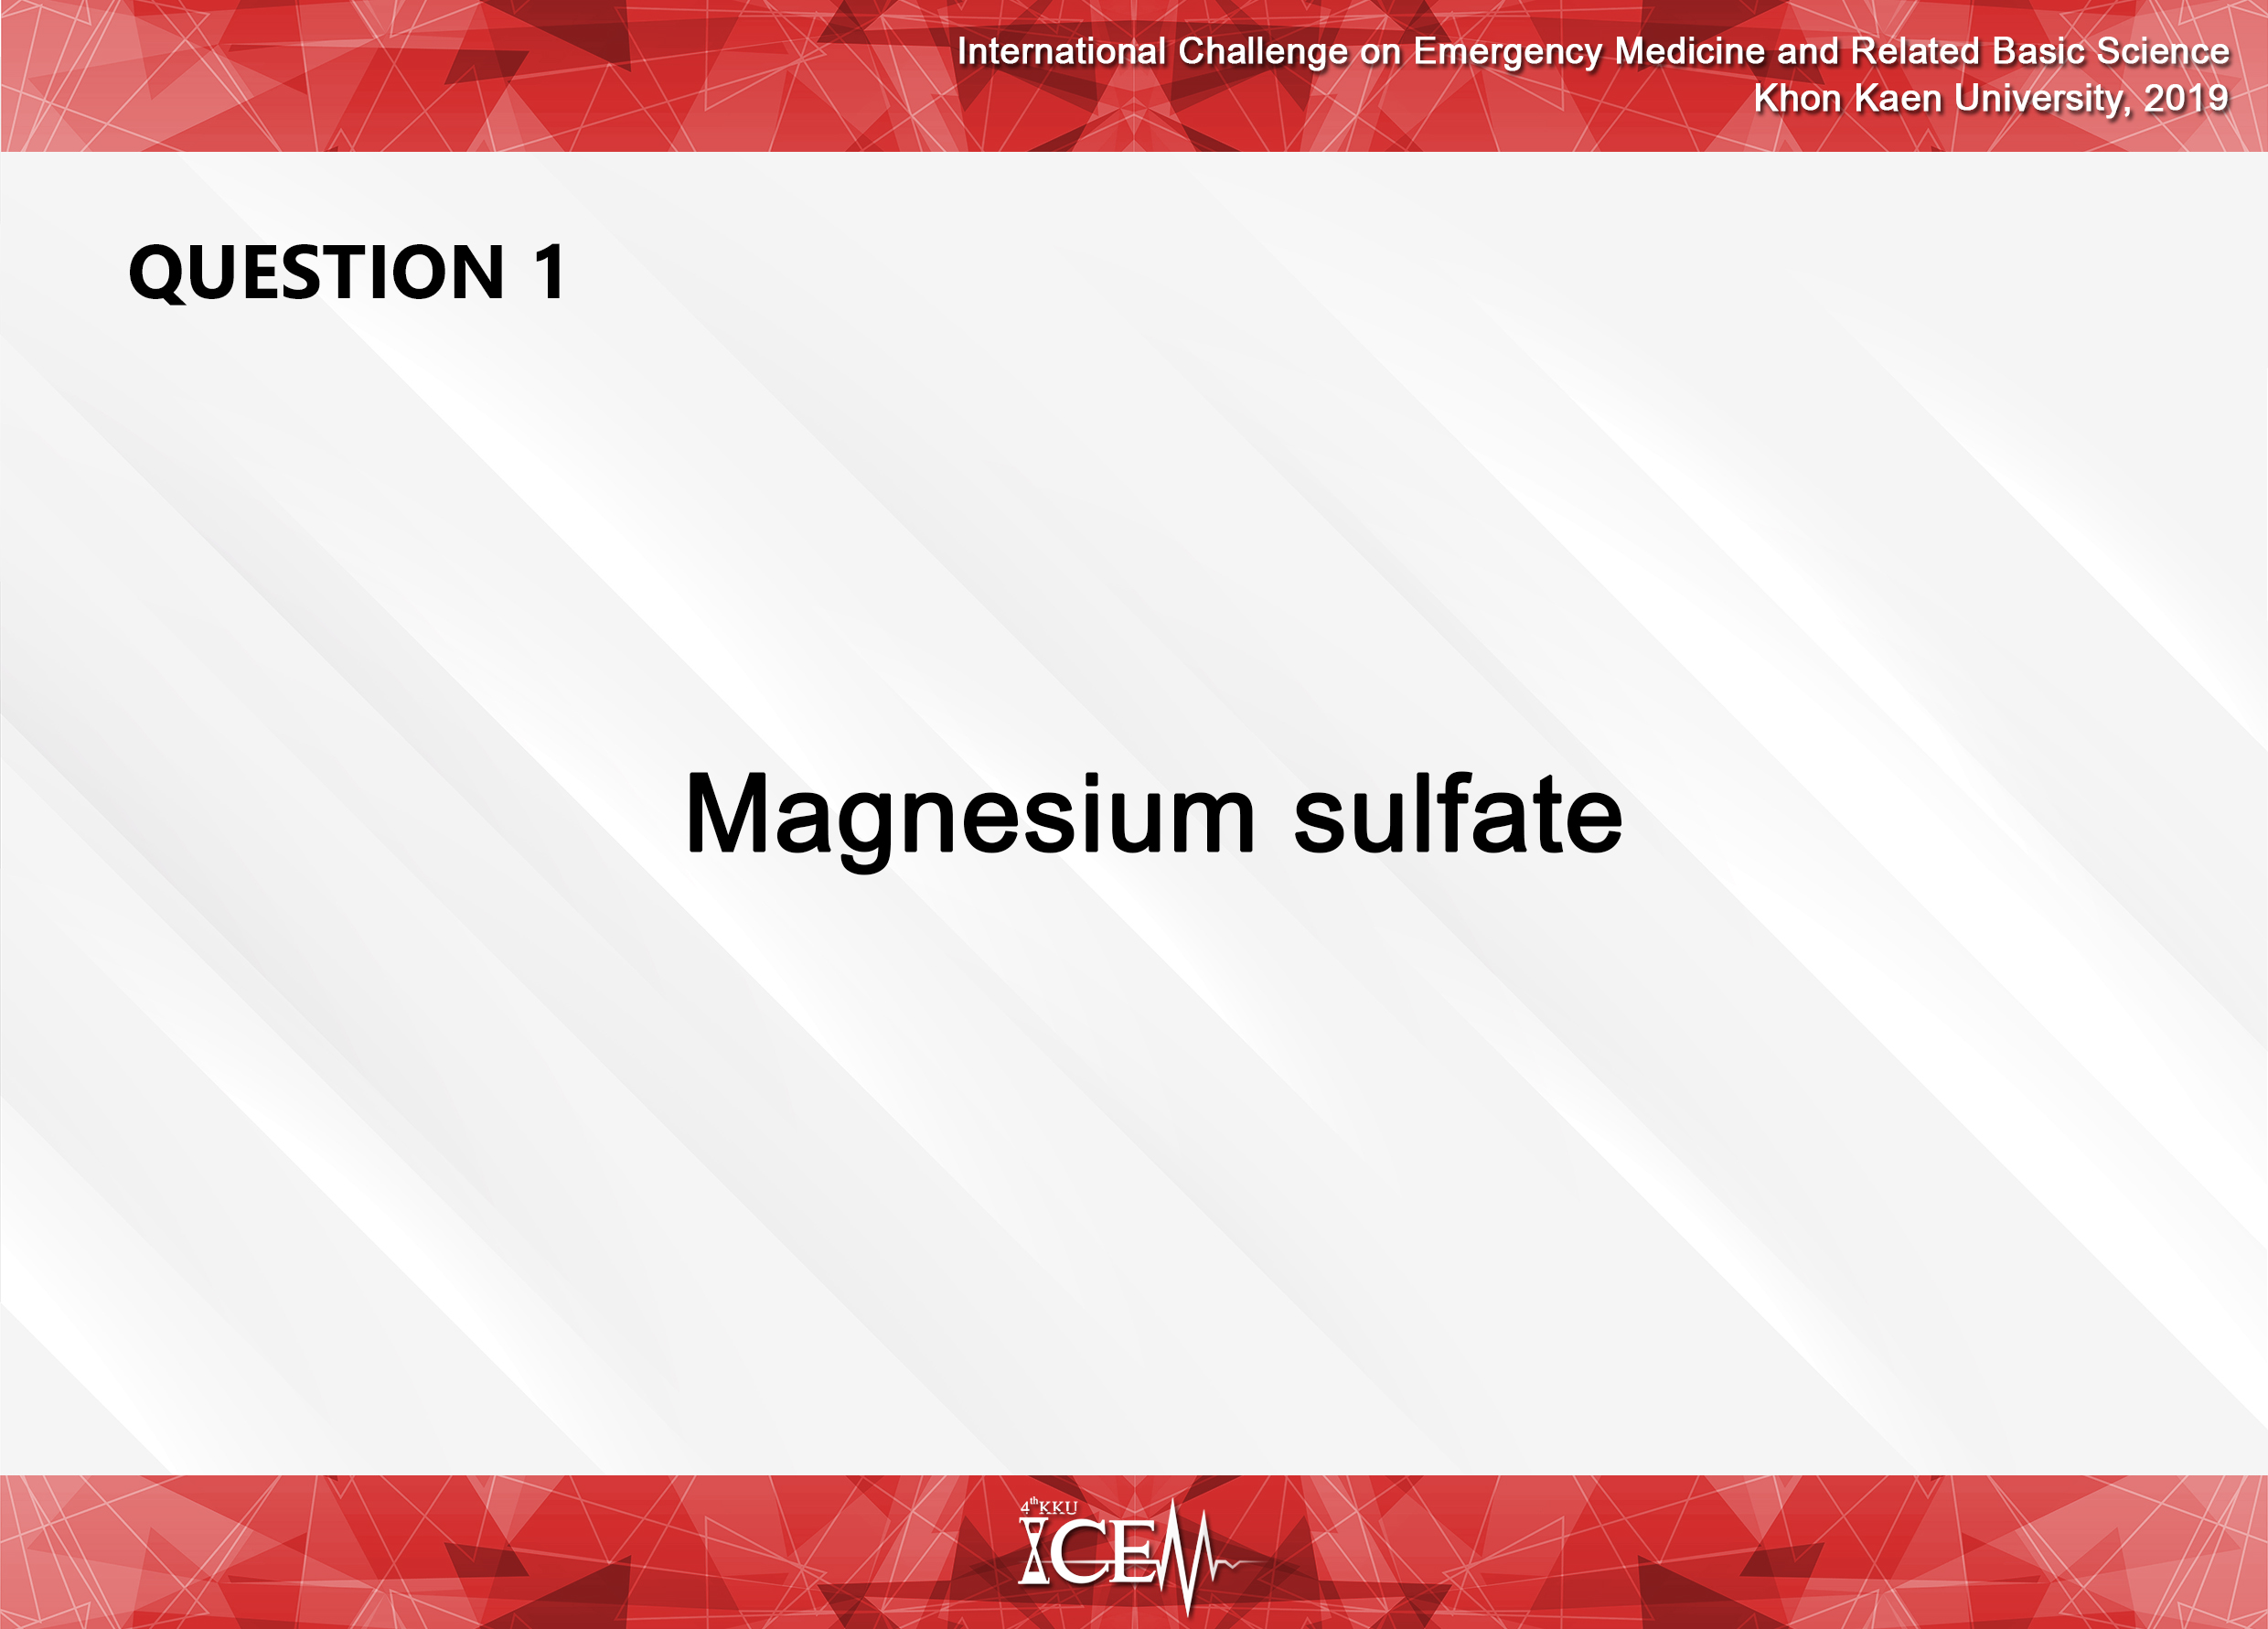 International Challenge on Emergency Medicine and Related Basic Science
Khon Kaen University, 2019
QUESTION 1
Magnesium sulfate
4th KKU
ICEM